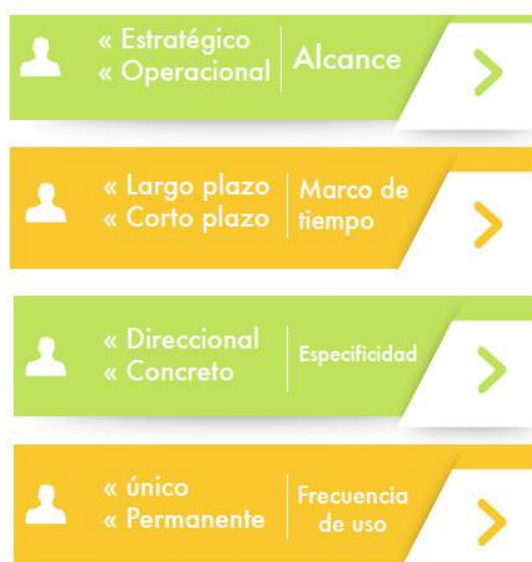 « Estratégico
« Operacional
Alcance
« Largo plazo
« Corto plazo
Marco de
tiempo
« Direccional
« Concreto
Especificidad
« único
« Permanente
Frecuencia
de uso